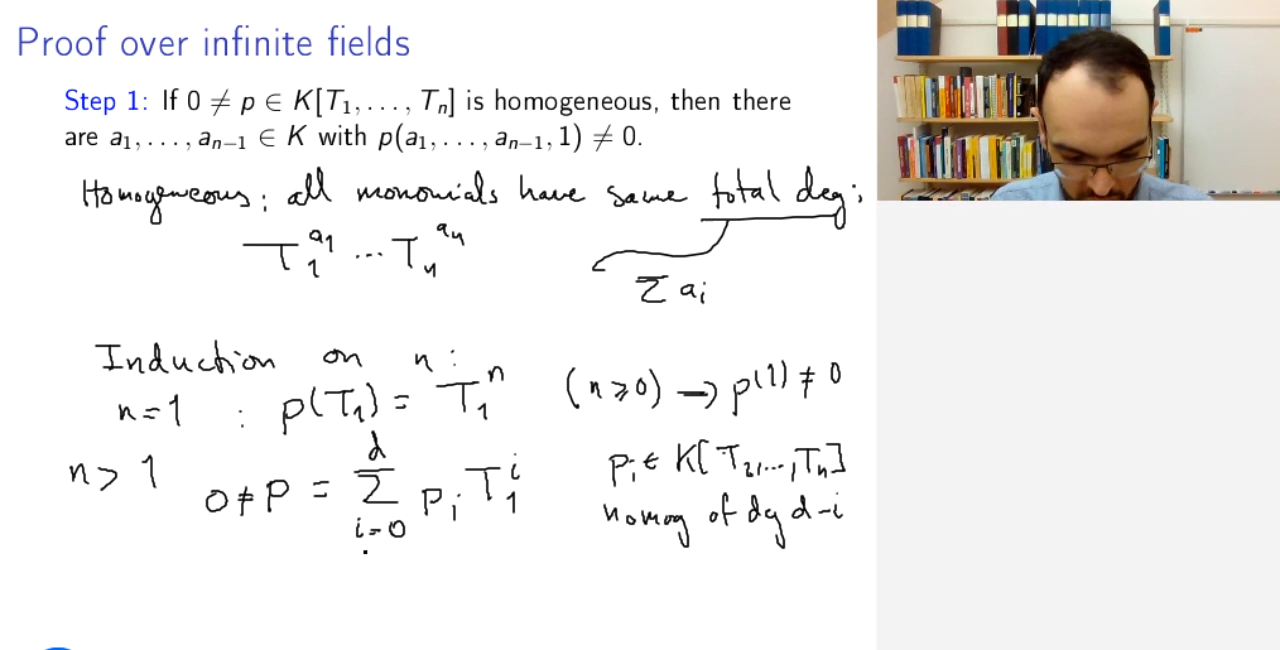 Proof over infinite fields
Step 1: If 0 ≠ p ∈ K[T₁, . . . , Tₙ] is homogeneous, then there
are a₁, . . . , aₙ₋₁ ∈ K with p(a₁, . . . , aₙ₋₁, 1) ≠ 0.
Homogeneous: all monomials have same total deg;
T₁^{a₁} ... Tₙ^{aₙ}
Σ aᵢ
Induction on n:
n=1 : p(T₁) = T₁ⁿ (n ⩾ 0) → p(1) ≠ 0
n > 1 0 ≠ p = Σ_{i=0}^{d} pᵢ T₁ⁱ pᵢ ∈ K[T₂,...,Tₙ]
homog of deg d-i